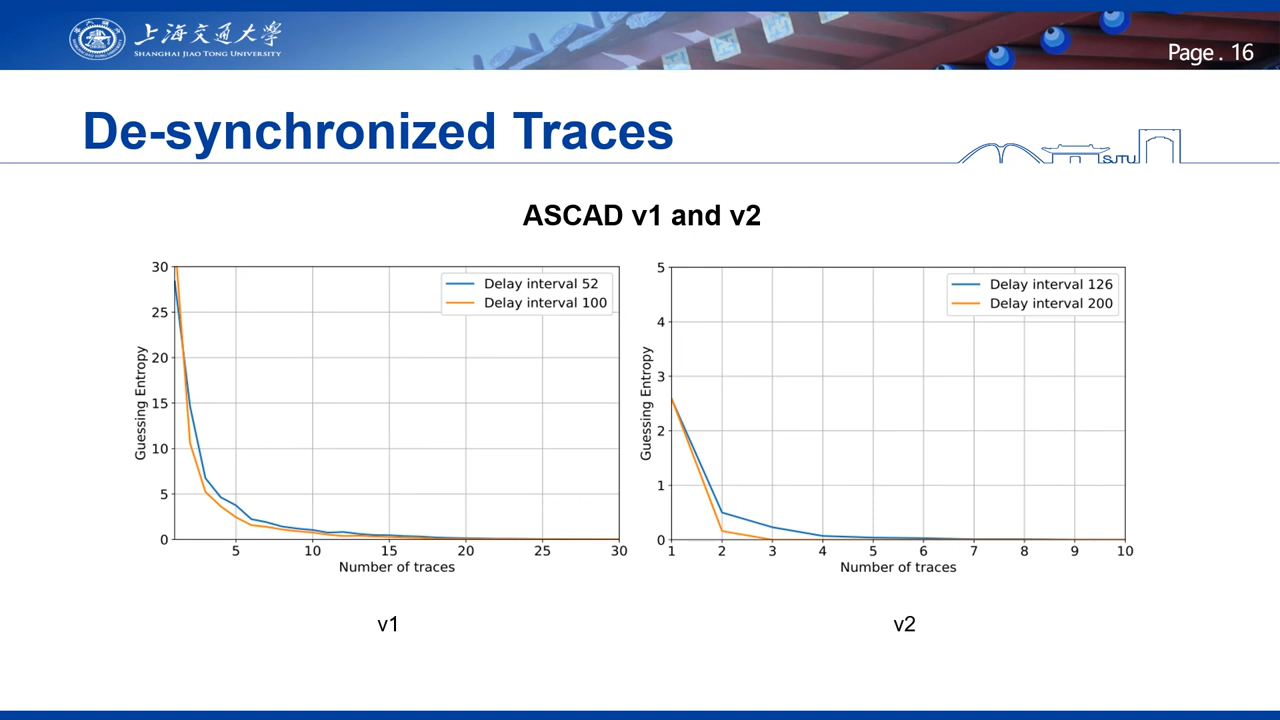 上海交通大學
SHANGHAI JIAO TONG UNIVERSITY
Page . 16
De-synchronized Traces
SJTU
ASCAD v1 and v2
30
25
20
15
10
5
0
Guessing Entropy
Delay interval 52
Delay interval 100
5
10
15
20
25
30
Number of traces
v1
5
4
3
2
1
0
Guessing Entropy
Delay interval 126
Delay interval 200
1
2
3
4
5
6
7
8
9
10
Number of traces
v2